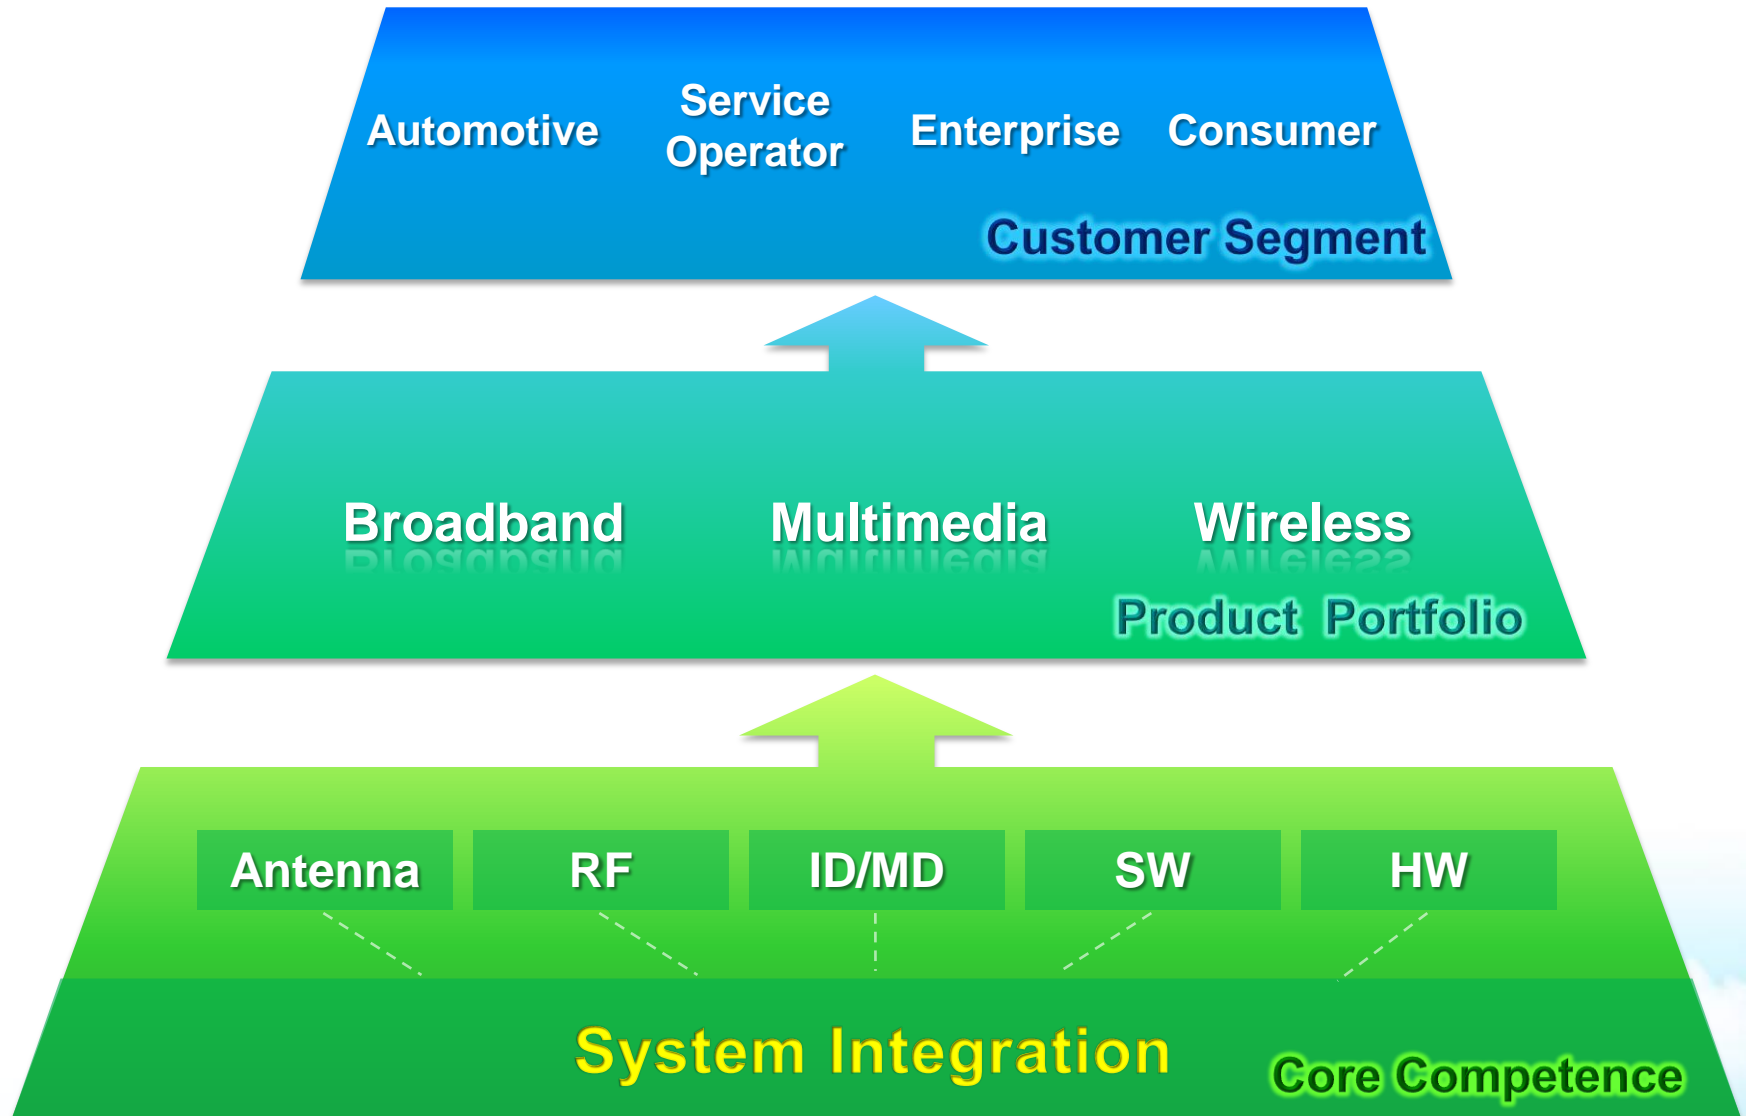 Automotive
Service
Operator
Enterprise
Consumer
Customer Segment
Broadband
Multimedia
Wireless
Product Portfolio
Antenna
RF
ID/MD
SW
HW
System Integration
Core Competence